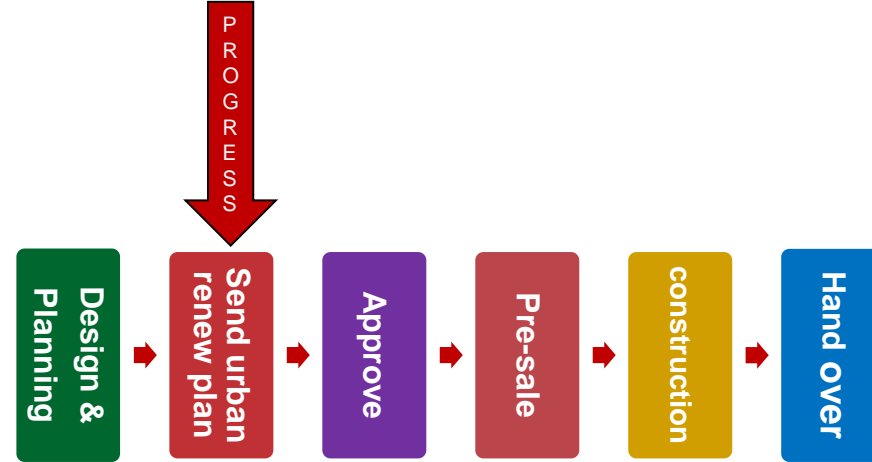 PROGRESS
Design &
Planning
Send urban
renew plan
Approve
Pre-sale
construction
Hand over